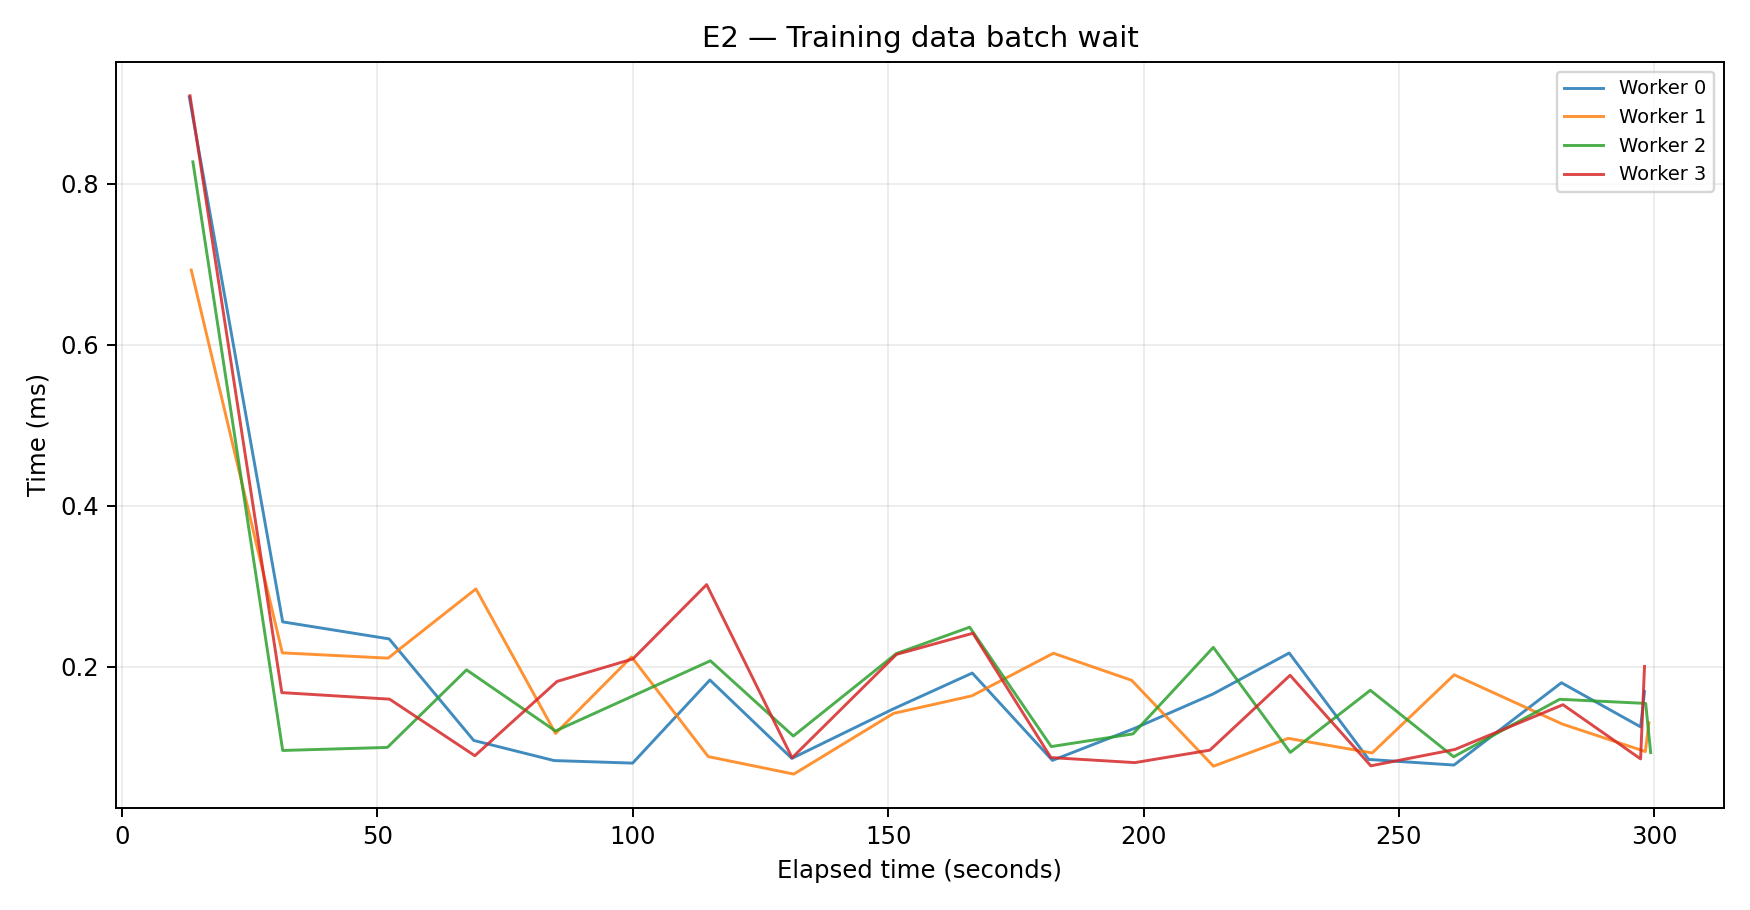 E2 — Training data batch wait
Worker 0
Worker 1
Worker 2
Worker 3
Time (ms)
0.8
0.6
0.4
0.2
0 50 100 150 200 250 300
Elapsed time (seconds)